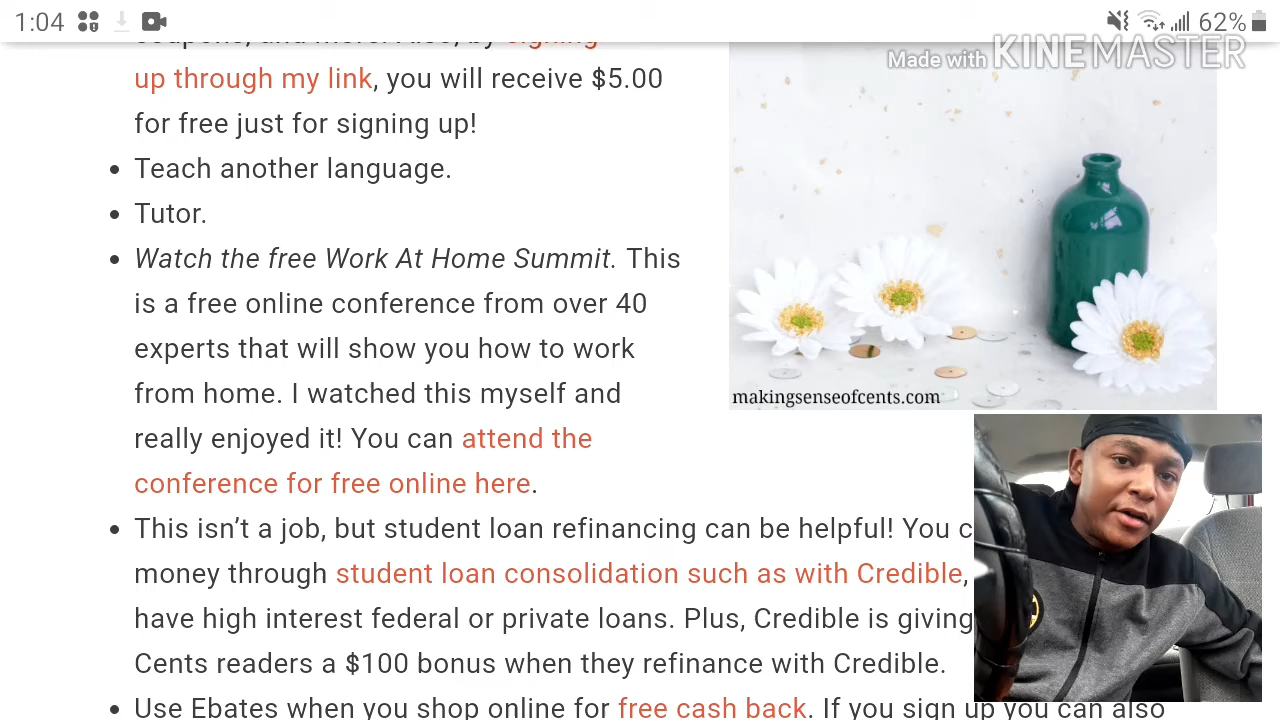 1:04
62%
Made with KINEMASTER
coupons, and more. Also, by signing
up through my link, you will receive $5.00
for free just for signing up!
• Teach another language.
• Tutor.
• Watch the free Work At Home Summit. This
is a free online conference from over 40
experts that will show you how to work
from home. I watched this myself and
really enjoyed it! You can attend the
conference for free online here.
makingsenseofcents.com
• This isn’t a job, but student loan refinancing can be helpful! You c
money through student loan consolidation such as with Credible,
have high interest federal or private loans. Plus, Credible is giving
Cents readers a $100 bonus when they refinance with Credible.
• Use Ebates when you shop online for free cash back. If you sign up you can also